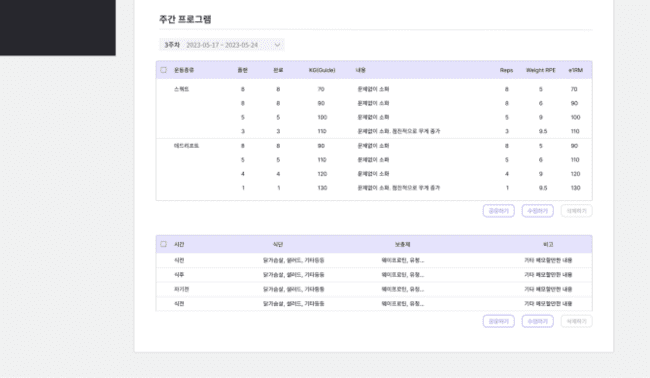 주간 프로그램
3주차 2023-05-17 ~ 2023-05-24
운동종류 플랜 완료 KG(Guide) 내용 Reps Weight RPE e1RM
스쿼트 8 8 70 문제없이 소화 8 5 70
8 8 90 문제없이 소화 8 6 90
5 5 100 문제없이 소화 5 9 100
3 3 110 문제없이 소화. 점진적으로 무게 증가 3 9.5 110
데드리프트 8 8 90 문제없이 소화 8 5 90
5 5 110 문제없이 소화 5 6 110
4 4 120 문제없이 소화 4 9 120
1 1 130 문제없이 소화. 점진적으로 무게 증가 1 9.5 130
공유하기 수정하기 삭제하기
시간 식단 보충제 비고
식전 닭가슴살, 샐러드, 기타등등 웨이프로틴, 유청... 기타 메모할만한 내용
식후 닭가슴살, 샐러드, 기타등등 웨이프로틴, 유청... 기타 메모할만한 내용
자기전 닭가슴살, 샐러드, 기타등등 웨이프로틴, 유청... 기타 메모할만한 내용
식전 닭가슴살, 샐러드, 기타등등 웨이프로틴, 유청... 기타 메모할만한 내용
공유하기 수정하기 삭제하기